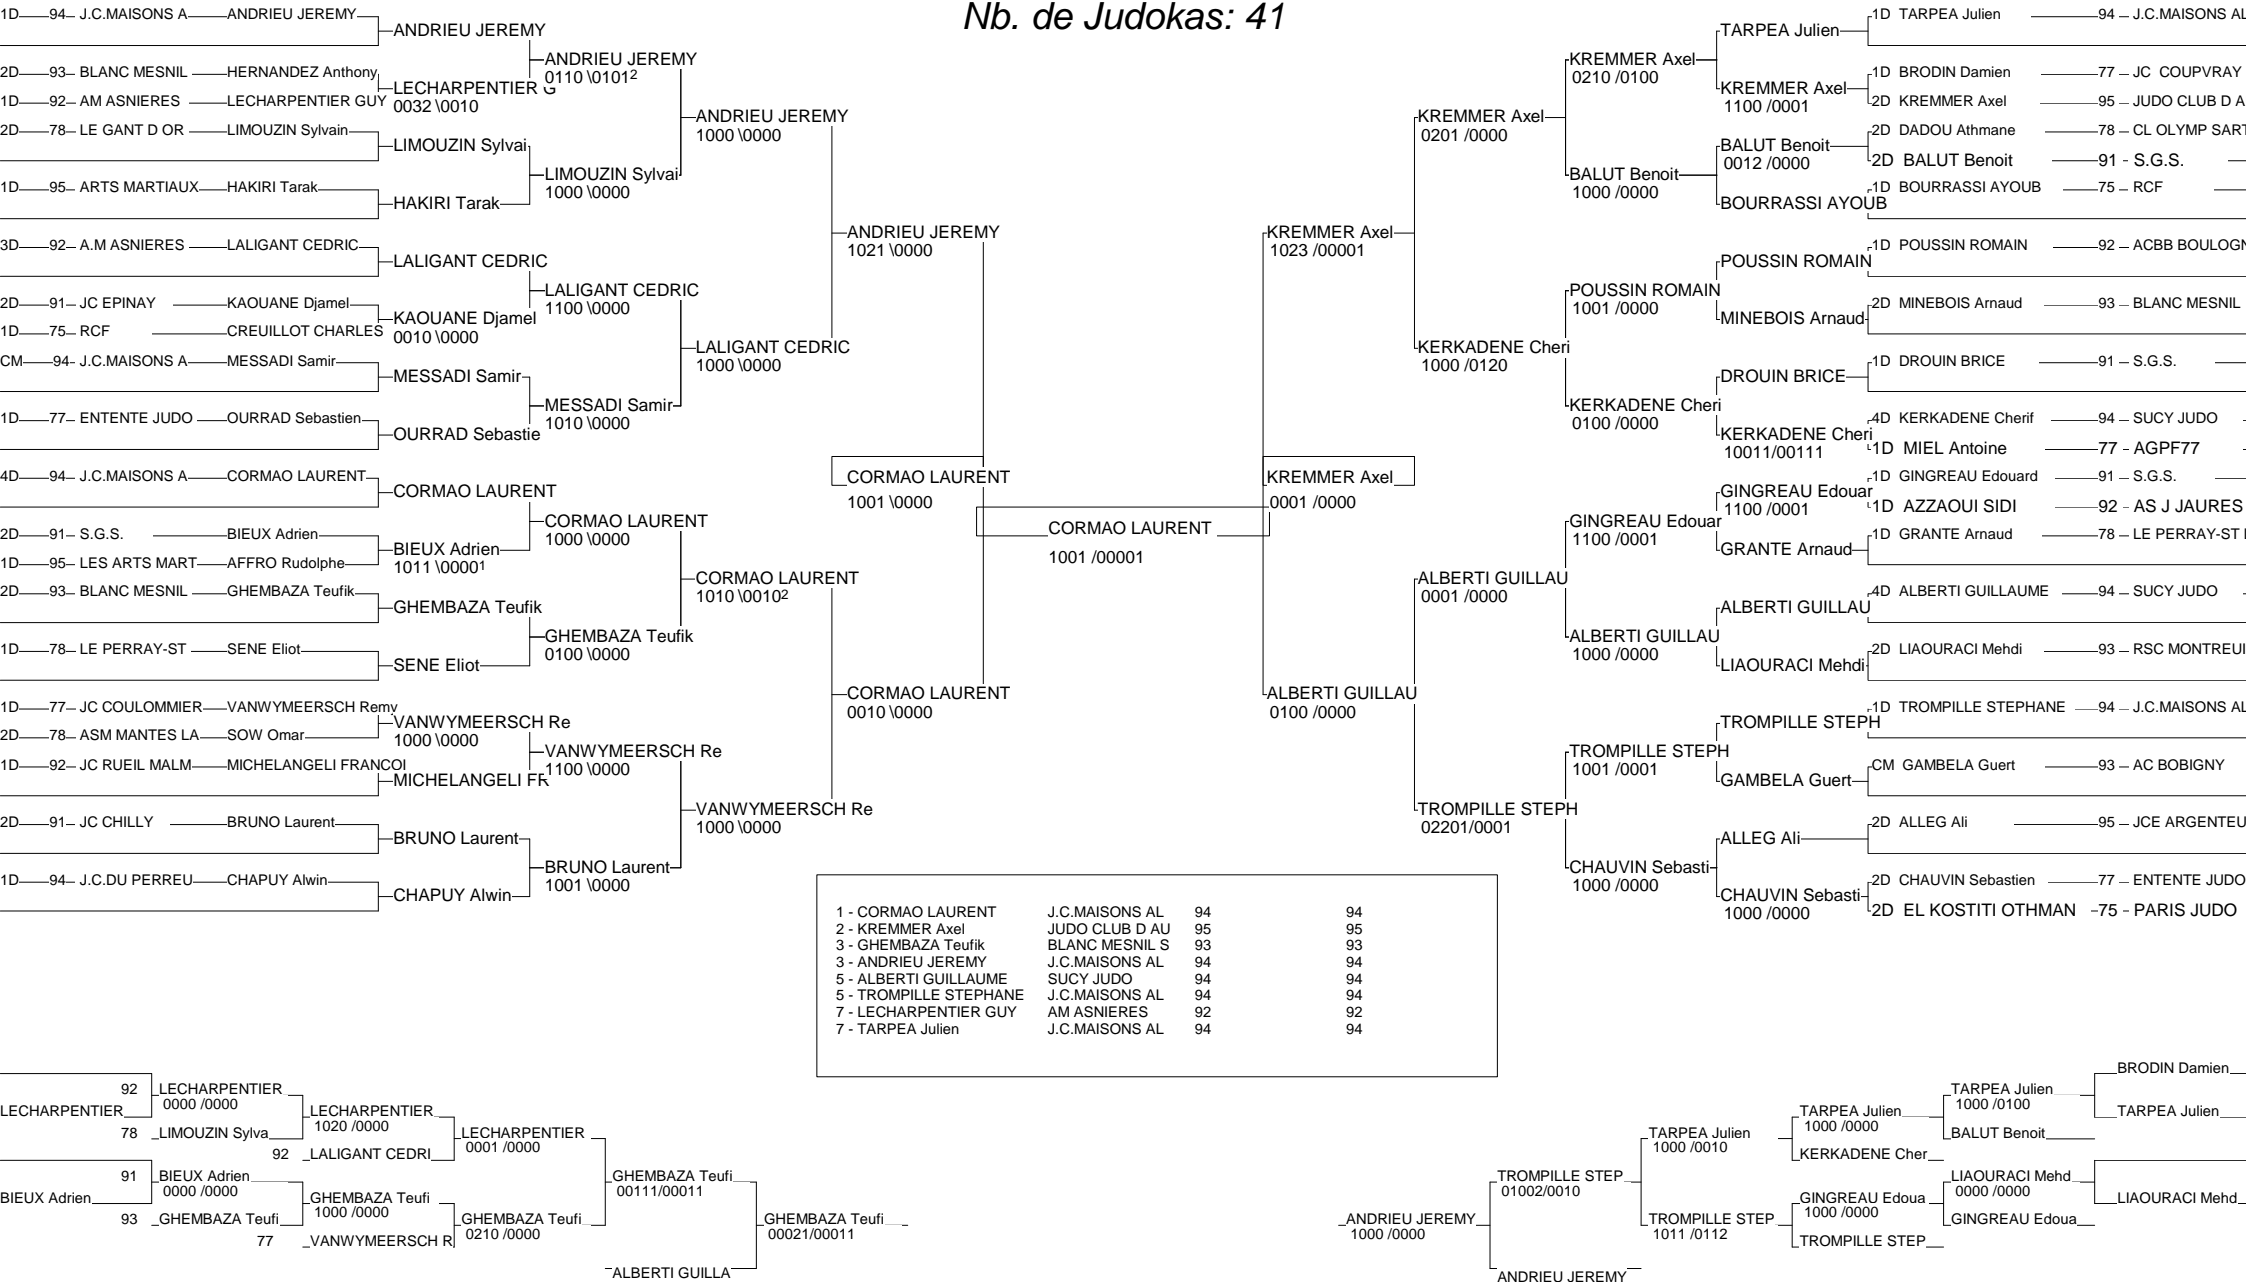 Nb. de Judokas: 41
1D 94 J.C.MAISONS A ANDRIEU JEREMY
2D 93 BLANC MESNIL HERNANDEZ Anthony
1D 92 AM ASNIERES LECHARPENTIER GUY
2D 78 LE GANT D OR LIMOUZIN Sylvain
1D 95 ARTS MARTIAUX HAKIRI Tarak
3D 92 A.M ASNIERES LALIGANT CEDRIC
2D 91 JC EPINAY KAOUANE Djamel
1D 75 RCF CREUILLOT CHARLES
CM 94 J.C.MAISONS A MESSADI Samir
1D 77 ENTENTE JUDO OURRAD Sebastien
4D 94 J.C.MAISONS A CORMAO LAURENT
2D 91 S.G.S. BIEUX Adrien
1D 95 LES ARTS MART AFFRO Rudolphe
2D 93 BLANC MESNIL GHEMBAZA Teufik
1D 78 LE PERRAY-ST SENE Eliot
1D 77 JC COULOMMIER VANWYMEERSCH Remy
2D 78 ASM MANTES LA SOW Omar
1D 92 JC RUEIL MALM MICHELANGELI FRANCOI
2D 91 JC CHILLY BRUNO Laurent
1D 94 J.C.DU PERREU CHAPUY Alwin
ANDRIEU JEREMY
LECHARPENTIER G
0032 \0010
LIMOUZIN Sylvai
HAKIRI Tarak
LALIGANT CEDRIC
KAOUANE Djamel
0010 \0000
MESSADI Samir
OURRAD Sebastie
CORMAO LAURENT
BIEUX Adrien
1011 \00001
GHEMBAZA Teufik
SENE Eliot
VANWYMEERSCH Re
1000 \0000
MICHELANGELI FR
BRUNO Laurent
CHAPUY Alwin
ANDRIEU JEREMY
0110 \01012
LIMOUZIN Sylvai
1000 \0000
LALIGANT CEDRIC
1100 \0000
MESSADI Samir
1010 \0000
CORMAO LAURENT
1000 \0000
GHEMBAZA Teufik
0100 \0000
VANWYMEERSCH Re
1100 \0000
BRUNO Laurent
1001 \0000
ANDRIEU JEREMY
1000 \0000
LALIGANT CEDRIC
1000 \0000
CORMAO LAURENT
1010 \00102
VANWYMEERSCH Re
1000 \0000
ANDRIEU JEREMY
1021 \0000
CORMAO LAURENT
0010 \0000
CORMAO LAURENT
1001 \0000
CORMAO LAURENT
1001 /00001
KREMMER Axel
0001 /0000
KREMMER Axel
1023 /00001
ALBERTI GUILLAU
0100 /0000
KREMMER Axel
0201 /0000
KERKADENE Cheri
1000 /0120
ALBERTI GUILLAU
0001 /0000
TROMPILLE STEPH
02201/0001
KREMMER Axel
0210 /0100
BALUT Benoit
1000 /0000
POUSSIN ROMAIN
1001 /0000
KERKADENE Cheri
0100 /0000
GINGREAU Edouar
1100 /0001
ALBERTI GUILLAU
1000 /0000
TROMPILLE STEPH
1001 /0001
CHAUVIN Sebasti
1000 /0000
TARPEA Julien
KREMMER Axel
1100 /0001
BALUT Benoit
0012 /0000
BOURRASSI AYOUB
POUSSIN ROMAIN
MINEBOIS Arnaud
DROUIN BRICE
KERKADENE Cheri
10011/00111
GINGREAU Edouar
1100 /0001
GRANTE Arnaud
ALBERTI GUILLAU
LIAOURACI Mehdi
TROMPILLE STEPH
GAMBELA Guert
ALLEG Ali
CHAUVIN Sebasti
1000 /0000
1D TARPEA Julien 94 J.C.MAISONS AL
1D BRODIN Damien 77 JC COUPVRAY
2D KREMMER Axel 95 JUDO CLUB D A
2D DADOU Athmane 78 CL OLYMP SART
2D BALUT Benoit 91 - S.G.S.
1D BOURRASSI AYOUB 75 RCF
1D POUSSIN ROMAIN 92 ACBB BOULOGN
2D MINEBOIS Arnaud 93 BLANC MESNIL
1D DROUIN BRICE 91 S.G.S.
4D KERKADENE Cherif 94 SUCY JUDO
1D MIEL Antoine 77 - AGPF77
1D GINGREAU Edouard 91 S.G.S.
1D AZZAOUI SIDI 92 - AS J JAURES
1D GRANTE Arnaud 78 LE PERRAY-ST
4D ALBERTI GUILLAUME 94 SUCY JUDO
2D LIAOURACI Mehdi 93 RSC MONTREUI
1D TROMPILLE STEPHANE 94 J.C.MAISONS AL
CM GAMBELA Guert 93 AC BOBIGNY
2D ALLEG Ali 95 JCE ARGENTEU
2D CHAUVIN Sebastien 77 ENTENTE JUDO
2D EL KOSTITI OTHMAN 75 - PARIS JUDO
1 - CORMAO LAURENT J.C.MAISONS AL 94 94
2 - KREMMER Axel JUDO CLUB D AU 95 95
3 - GHEMBAZA Teufik BLANC MESNIL S 93 93
3 - ANDRIEU JEREMY J.C.MAISONS AL 94 94
5 - ALBERTI GUILLAUME SUCY JUDO 94 94
5 - TROMPILLE STEPHANE J.C.MAISONS AL 94 94
7 - LECHARPENTIER GUY AM ASNIERES 92 92
7 - TARPEA Julien J.C.MAISONS AL 94 94
LECHARPENTIER
BIEUX Adrien
92 LECHARPENTIER
0000 /0000
78 LIMOUZIN Sylva
91 BIEUX Adrien
0000 /0000
93 GHEMBAZA Teufi
LECHARPENTIER
1020 /0000
92 LALIGANT CEDRI
GHEMBAZA Teufi
1000 /0000
77 VANWYMEERSCH R
LECHARPENTIER
0001 /0000
GHEMBAZA Teufi
0210 /0000
GHEMBAZA Teufi
00111/00011
ALBERTI GUILLA
GHEMBAZA Teufi
00021/00011
ANDRIEU JEREMY
1000 /0000
TROMPILLE STEP
01002/0010
ANDRIEU JEREMY
TARPEA Julien
1000 /0010
TROMPILLE STEP
1011 /0112
TARPEA Julien
1000 /0000
KERKADENE Cher
GINGREAU Edoua
1000 /0000
TROMPILLE STEP
TARPEA Julien
1000 /0100
BALUT Benoit
LIAOURACI Mehd
0000 /0000
GINGREAU Edoua
BRODIN Damien
TARPEA Julien
LIAOURACI Mehd